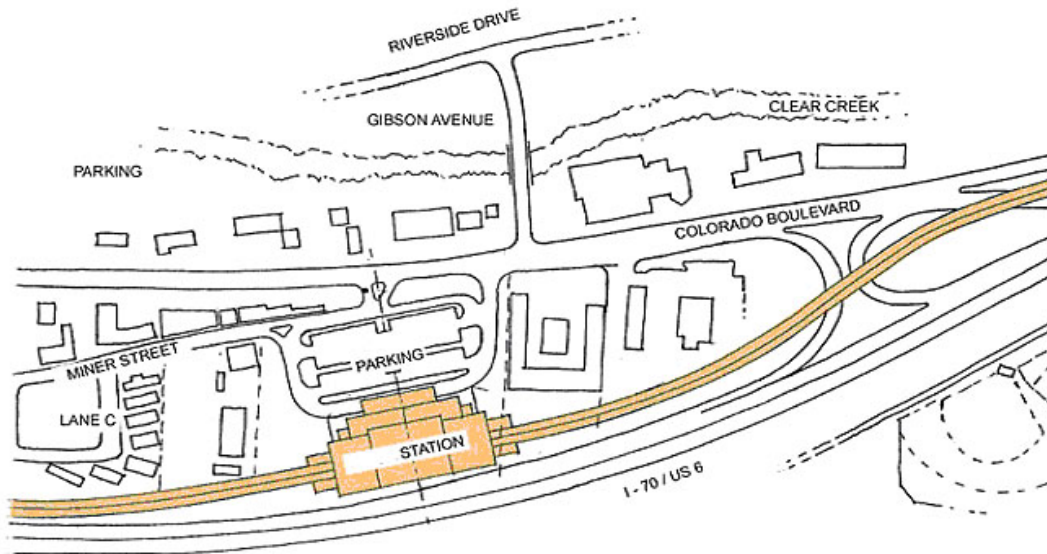 RIVERSIDE DRIVE
GIBSON AVENUE
CLEAR CREEK
PARKING
COLORADO BOULEVARD
MINER STREET
PARKING
LANE C
STATION
I - 70 / US 6